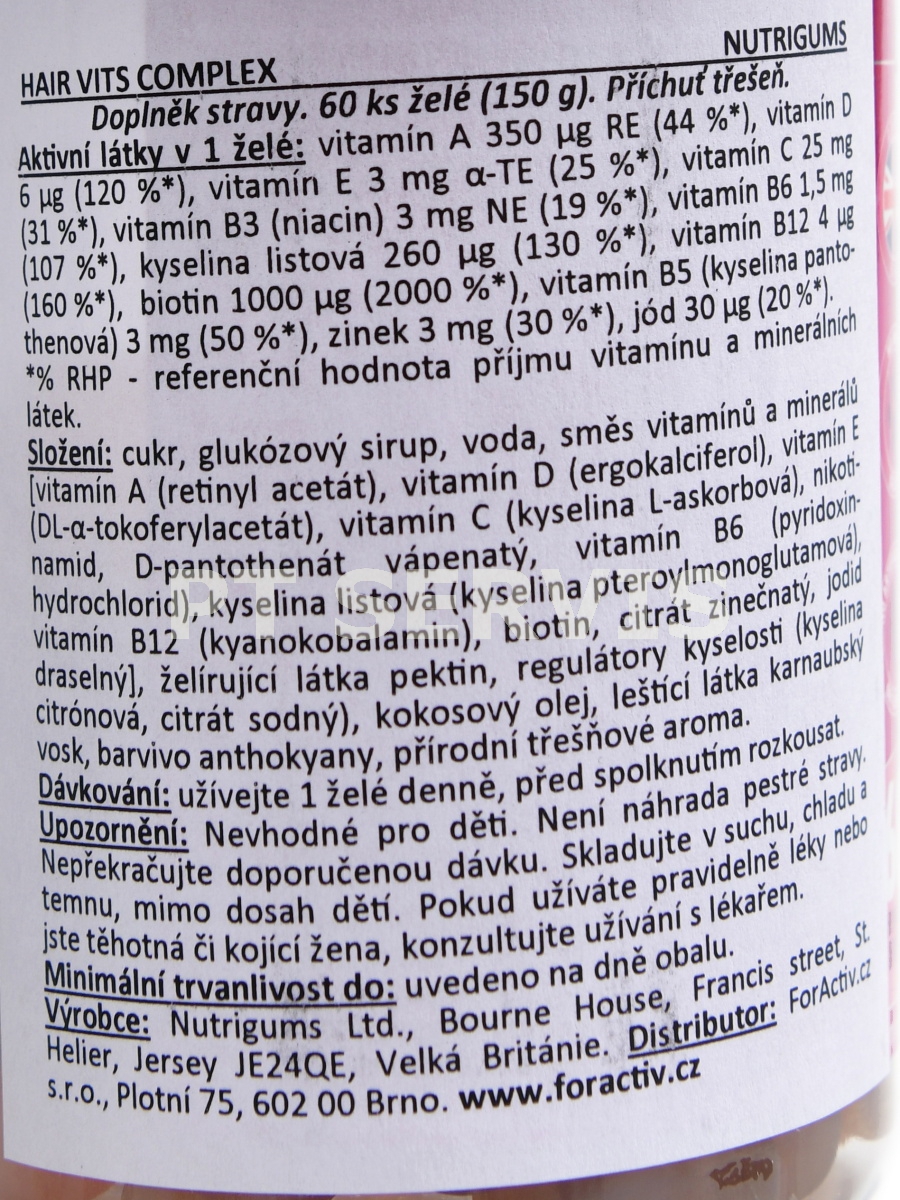 HAIR VITS COMPLEX NUTRIGUMS
Doplněk stravy. 60 ks želé (150 g). Příchuť třešeň.
Aktivní látky v 1 želé: vitamín A 350 µg RE (44 %*), vitamín D
6 µg (120 %*), vitamín E 3 mg α-TE (25 %*), vitamín C 25 mg
(31 %*), vitamín B3 (niacin) 3 mg NE (19 %*), vitamín B6 1,5 mg
(107 %*), kyselina listová 260 µg (130 %*), vitamín B12 4 µg
(160 %*), biotin 1000 µg (2000 %*), vitamín B5 (kyselina panto-
thenová) 3 mg (50 %*), zinek 3 mg (30 %*), jód 30 µg (20 %*).
*% RHP - referenční hodnota příjmu vitamínu a minerálních
látek.
Složení: cukr, glukózový sirup, voda, směs vitamínů a minerálů
[vitamín A (retinyl acetát), vitamín D (ergokalciferol), vitamín E
(DL-α-tokoferylacetát), vitamín C (kyselina L-askorbová), nikoti-
namid, D-pantothenát vápenatý, vitamín B6 (pyridoxin-
hydrochlorid), kyselina listová (kyselina pteroylmonoglutamová),
vitamín B12 (kyanokobalamin), biotin, citrát zinečnatý, jodid
draselný], želírující látka pektin, regulátory kyselosti (kyselina
citrónová, citrát sodný), kokosový olej, leštící látka karnaubský
vosk, barvivo anthokyany, přírodní třešňové aroma.
Dávkování: užívejte 1 želé denně, před spolknutím rozkousat.
Upozornění: Nevhodné pro děti. Není náhrada pestré stravy.
Nepřekračujte doporučenou dávku. Skladujte v suchu, chladu a
temnu, mimo dosah dětí. Pokud užíváte pravidelně léky nebo
jste těhotná či kojící žena, konzultujte užívání s lékařem.
Minimální trvanlivost do: uvedeno na dně obalu.
Výrobce: Nutrigums Ltd., Bourne House, Francis street, St.
Helier, Jersey JE24QE, Velká Británie. Distributor: ForActiv.cz
s.r.o., Plotní 75, 602 00 Brno. www.foractiv.cz
PT SERVIS